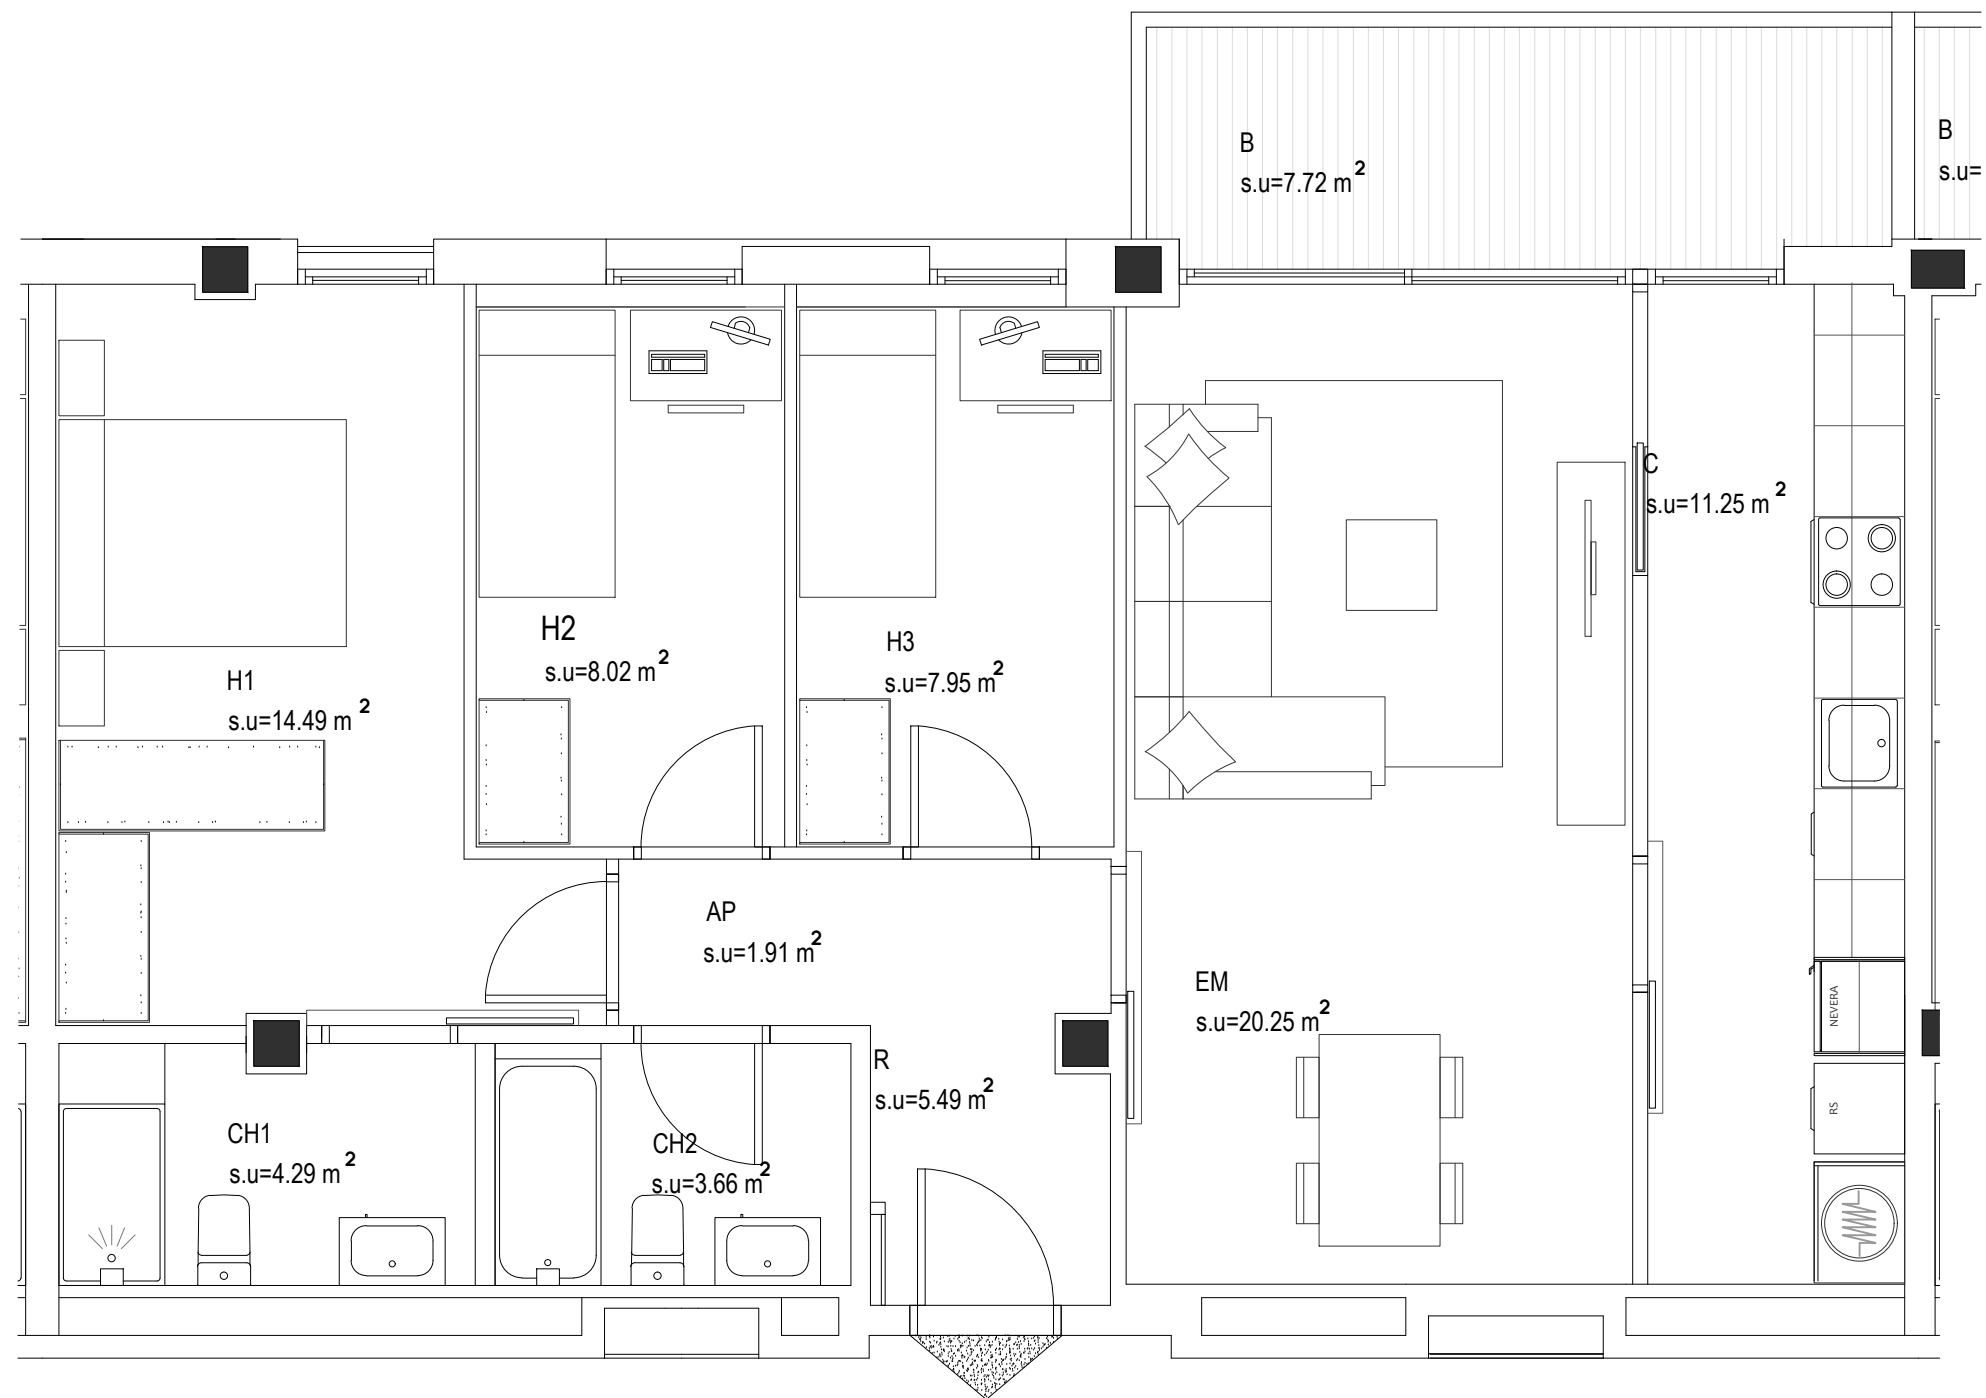 B
s.u=7.72 m²
B
s.u=
C
s.u=11.25 m²
H2
s.u=8.02 m²
H3
s.u=7.95 m²
H1
s.u=14.49 m²
AP
s.u=1.91 m²
EM
s.u=20.25 m²
NEVERA
R
s.u=5.49 m²
RS
CH1
s.u=4.29 m²
CH2
s.u=3.66 m²